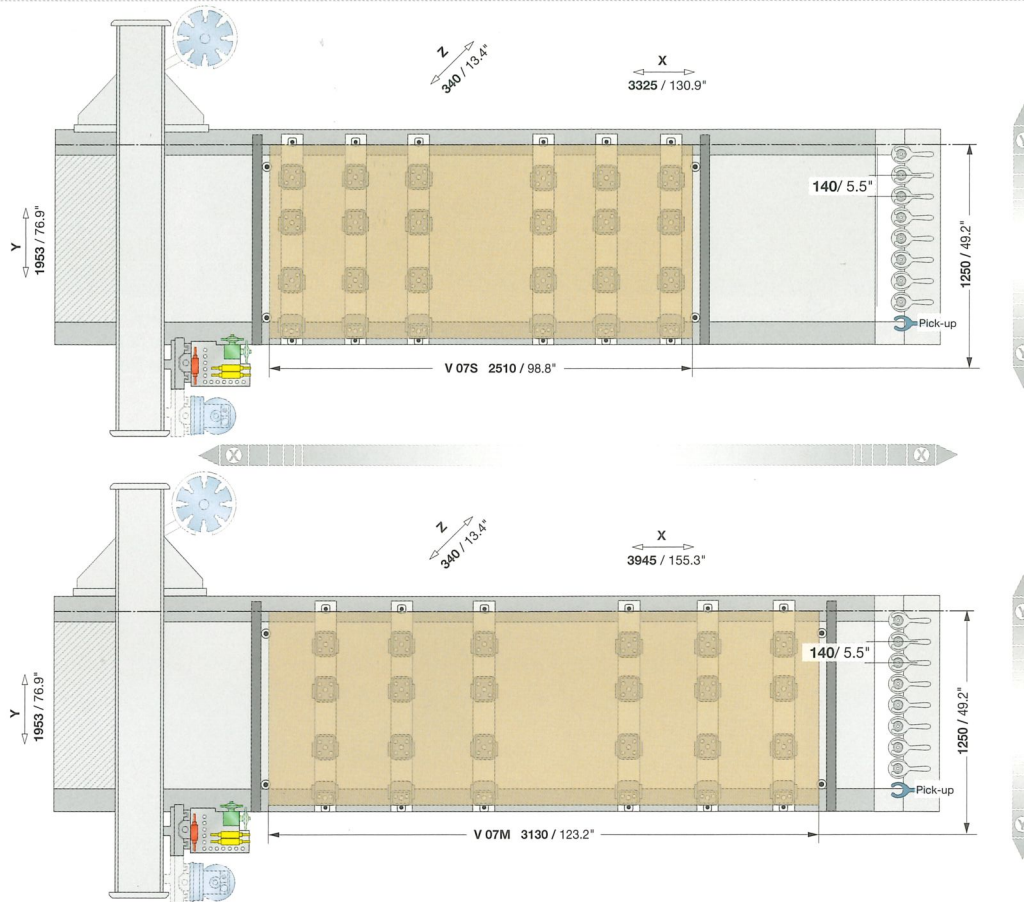 Z
340 / 13.4"
X
3325 / 130.9"
140/ 5.5"
Y
1953 / 76.9"
1250 / 49.2"
Pick-up
V 07S 2510 / 98.8"
X
X
Z
340 / 13.4"
X
3945 / 155.3"
140/ 5.5"
Y
1953 / 76.9"
1250 / 49.2"
Pick-up
V 07M 3130 / 123.2"